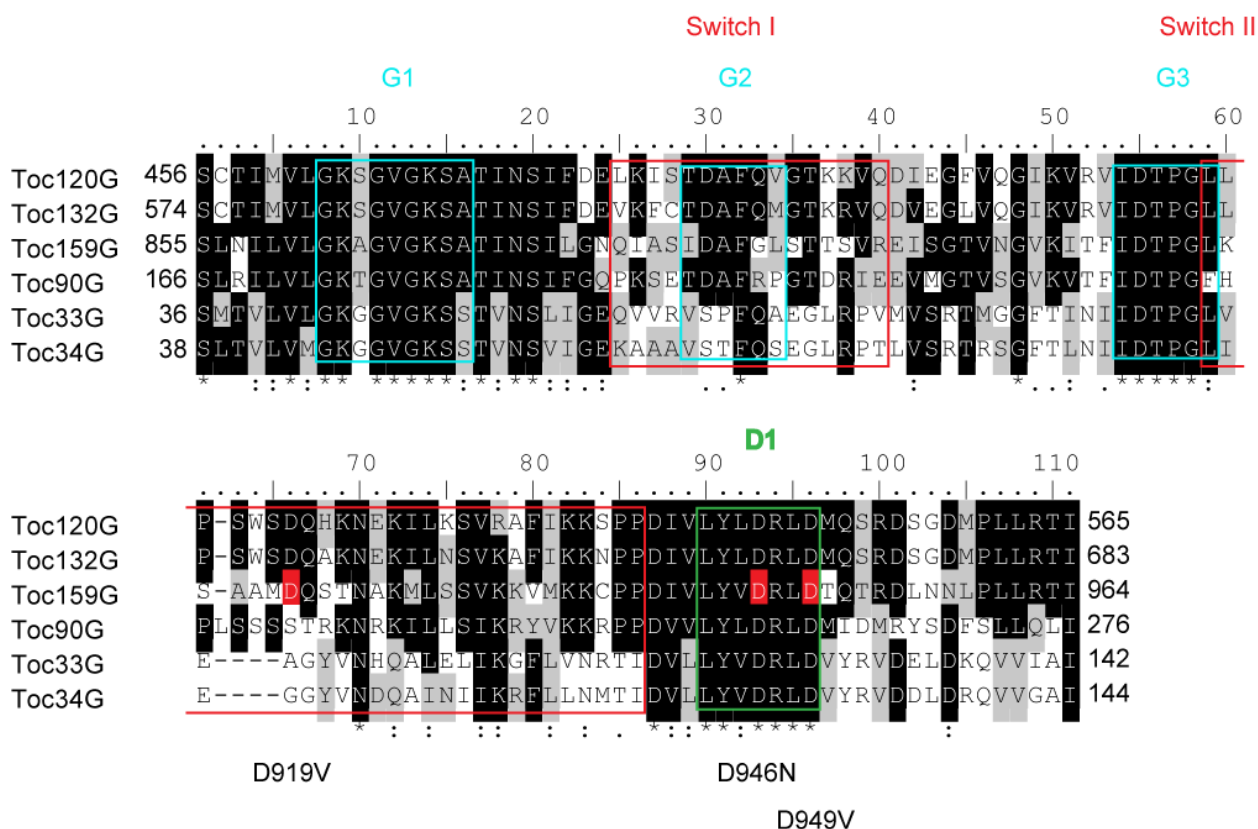 Switch I Switch II
G1 G2 G3
10 20 30 40 50 60
Toc120G 456 SCTIMVLGKSGVGKSATINSIFDELKISTDAFQVGTKKVQDIEGFVQGIKVRVIDTPGLL
Toc132G 574 SCTIMVLGKSGVGKSATINSIFDEVKFCTDAFQMGTKRVQDVEGLVQGIKVRVIDTPGLL
Toc159G 855 SLNILVLGKAGVGKSATINSILGNQIASIDAFGLSTTSVREISGTVNGVKITFIDTPGLK
Toc90G 166 SLRILVLGKTGVGKSATINSIFGQPKSETDAFRPGTDRIEEVMGTVSGVKVTFIDTPGFH
Toc33G 36 SMTVLVLGKGGVGKSSTVNSLIGEQVVRVSPFQAEGLRPVMVSRTMGGFTINIIDTPGLV
Toc34G 38 SLTVLVMGKGGVGKSSTVNSVIGEKAAAVSTFQSEGLRPTLVSRTRSGFTLNIIDTPGLI
D1
70 80 90 100 110
Toc120G P-SWSDQHKNEKILKSVRAFIKKSPPDIVLYLDRLDMQSRDSGDMPLLRTI 565
Toc132G P-SWSDQAKNEKILNSVKAFIKKNPPDIVLYLDRLDMQSRDSGDMPLLRTI 683
Toc159G S-AAMDQSTNAKMLSSVKKVMKKCPPDIVLYVDRLDTQTRDLNNLPLLRTI 964
Toc90G PLSSSSTRKNRKILLSIKRYVKKRPPDVVLYLDRLDMIDMRYSDFSLLQLI 276
Toc33G E----AGYVNHQALELIKGFLVNRTIDVLLYVDRLDVYRVDELDKQVVIAI 142
Toc34G E----GGYVNDQAINIIKRFLLNMTIDVLLYVDRLDVYRVDDLDRQVVGAI 144
D919V D946N
D949V